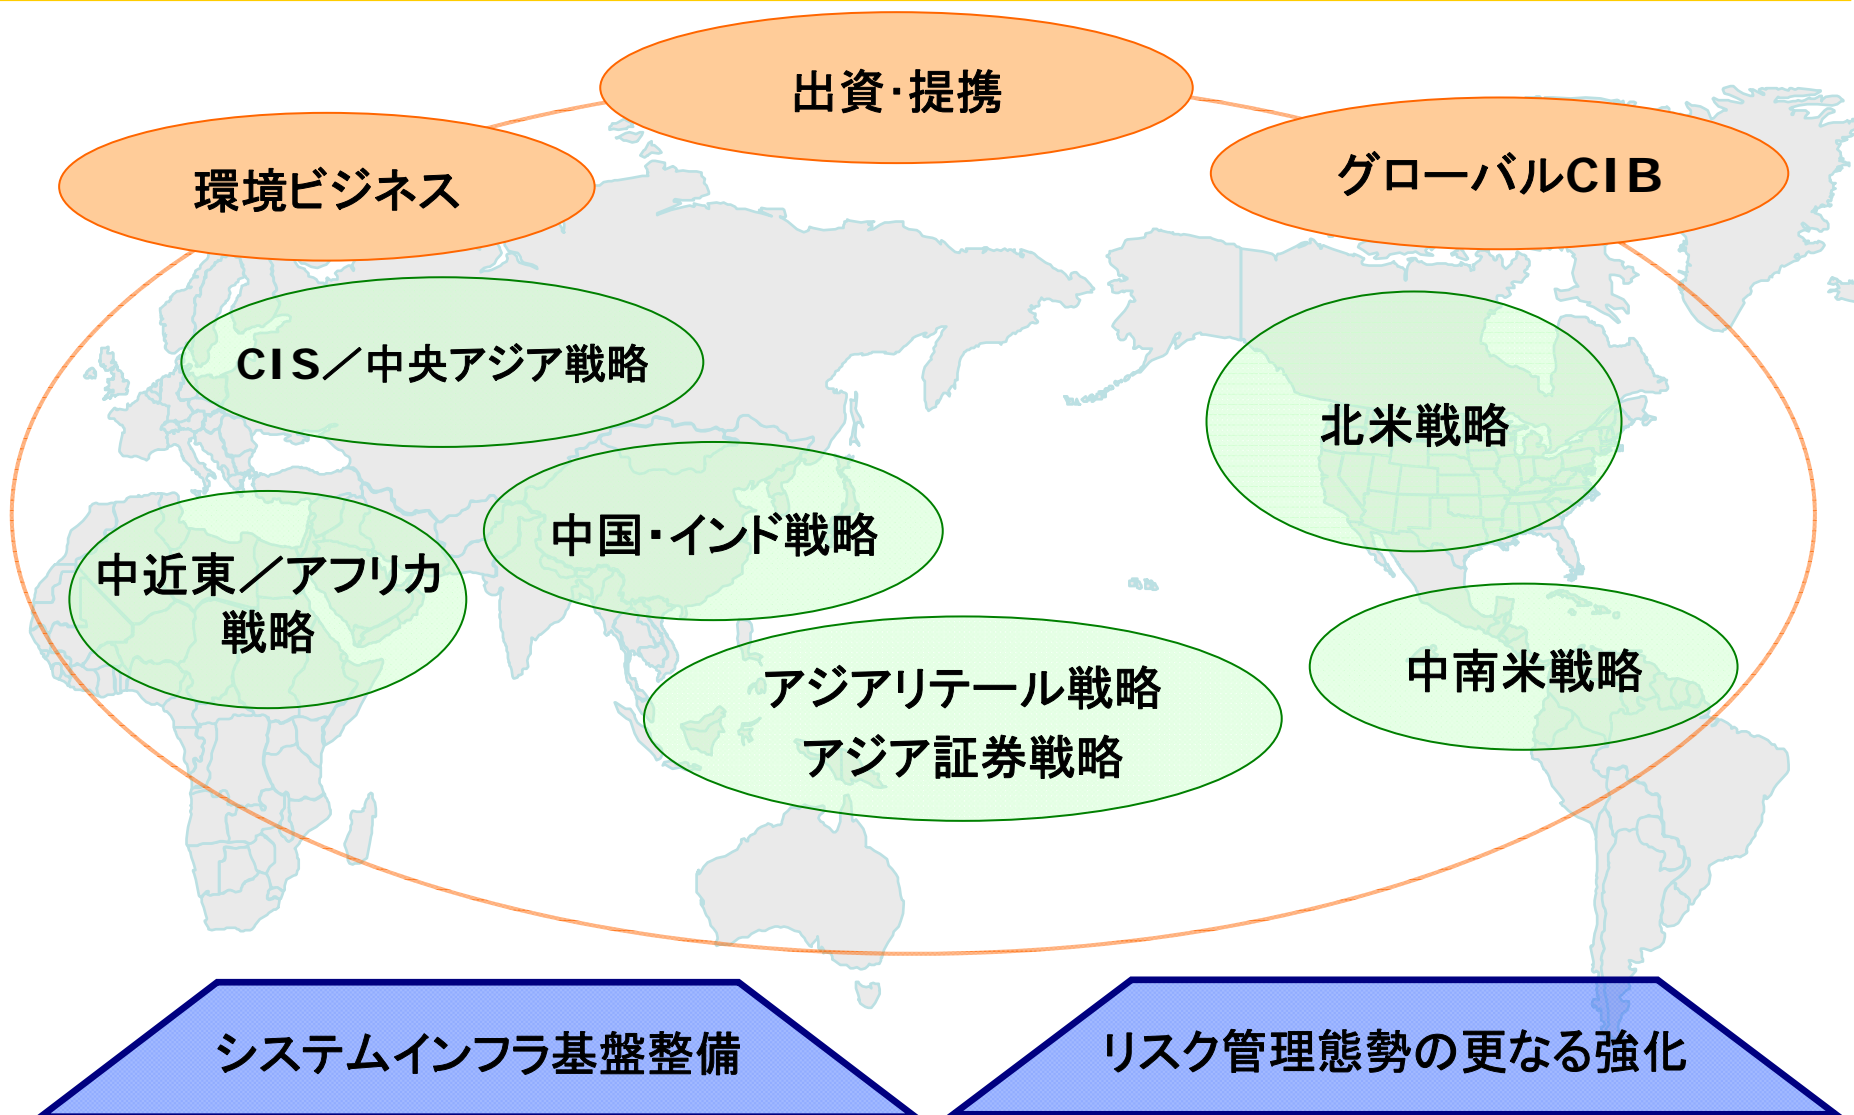 出資・提携
環境ビジネス
グローバルCIB
CIS／中央アジア戦略
北米戦略
中国・インド戦略
中近東／アフリカ
戦略
アジアリテール戦略
アジア証券戦略
中南米戦略
システムインフラ基盤整備
リスク管理態勢の更なる強化